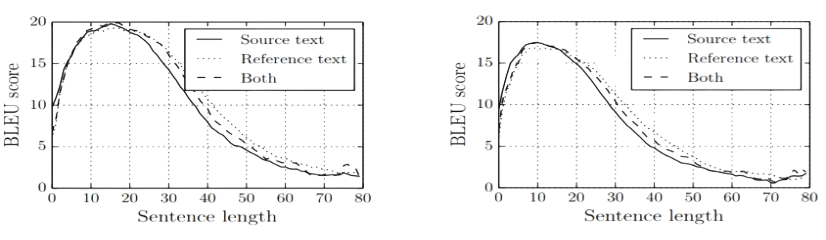 20
15
10
5
0
BLEU score
Source text
Reference text
Both
0 10 20 30 40 50 60 70 80
Sentence length
20
15
10
5
0
BLEU score
Source text
Reference text
Both
0 10 20 30 40 50 60 70 80
Sentence length